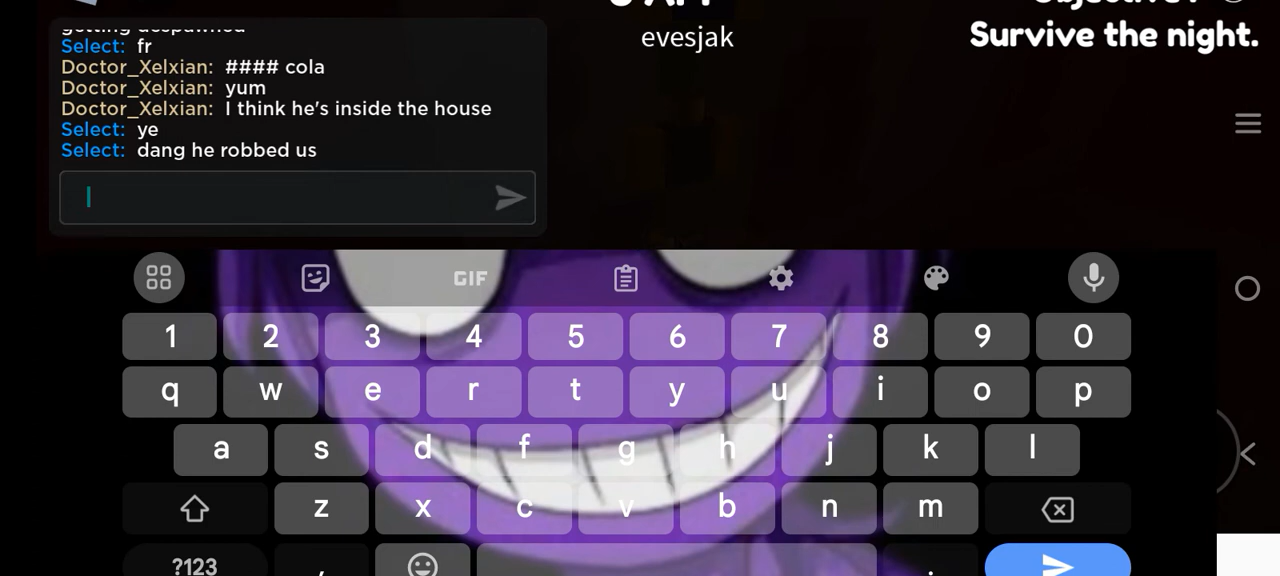 Select: fr
Doctor_Xelxian: #### cola
Doctor_Xelxian: yum
Doctor_Xelxian: I think he's inside the house
Select: ye
Select: dang he robbed us
evesjak
Survive the night.
GIF
1 2 3 4 5 6 7 8 9 0
q w e r t y u i o p
a s d f g h j k l
z x c v b n m
?123 , .